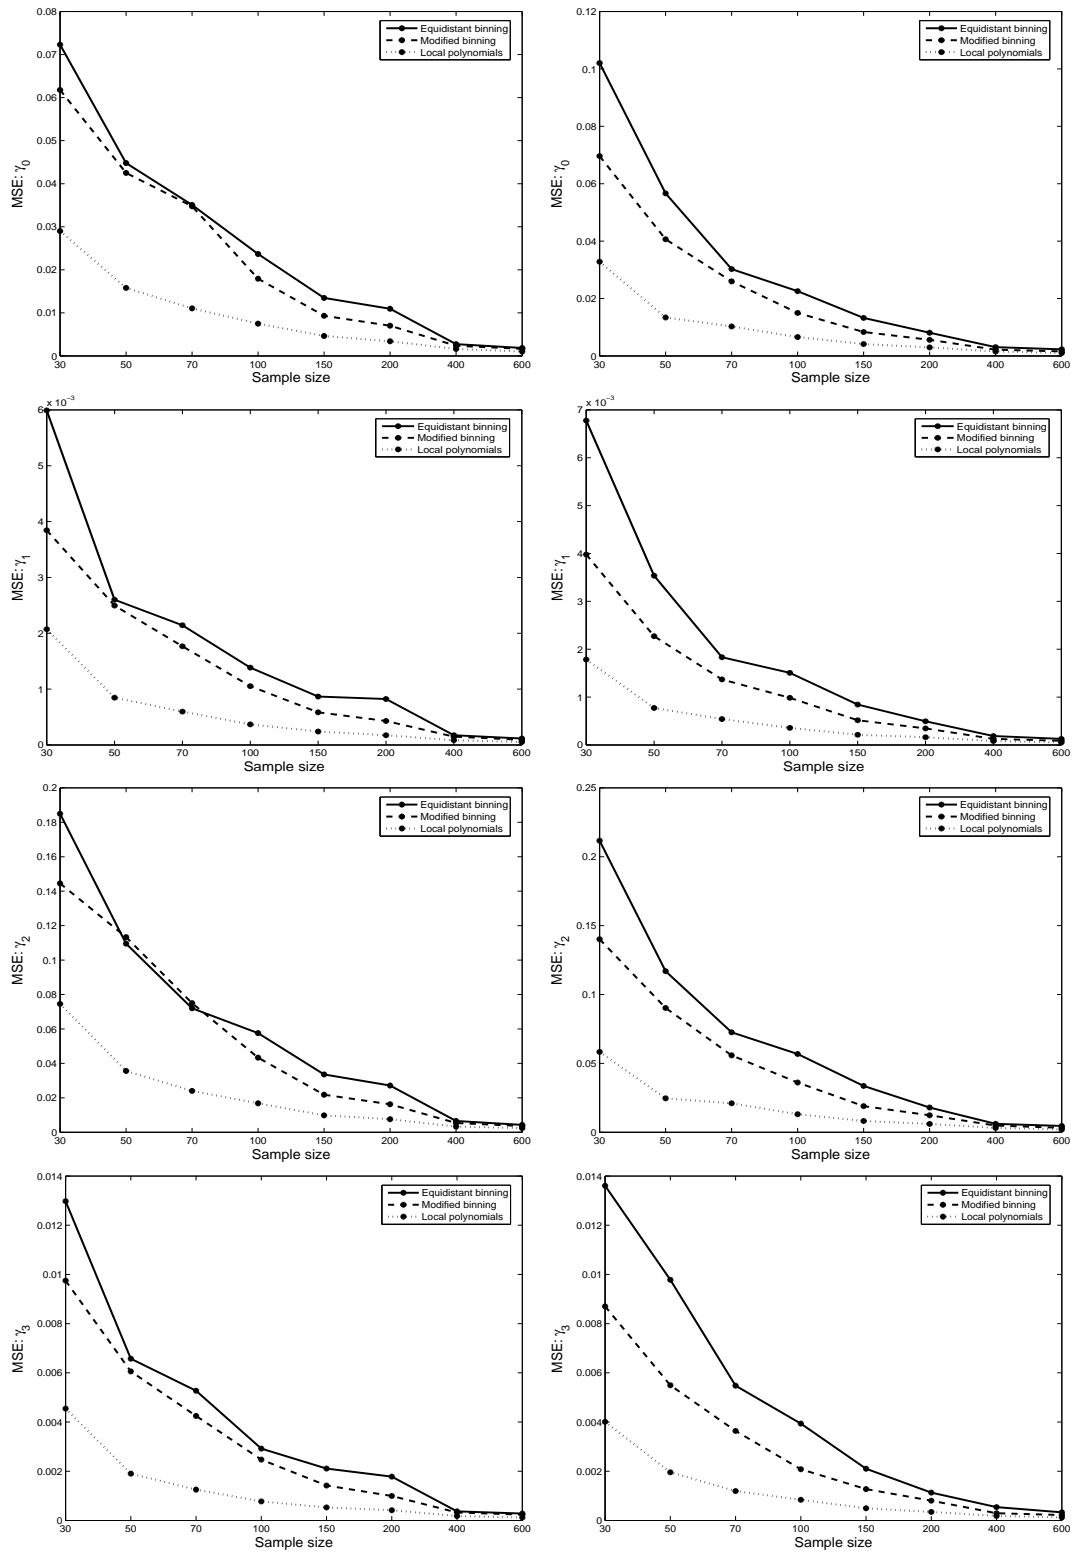 0.08
0.07
0.06
0.05
0.04
0.03
0.02
0.01
0
MSE: γ0
30 50 70 100 150 200 400 600
Sample size
Equidistant binning
Modified binning
Local polynomials
0.12
0.1
0.08
0.06
0.04
0.02
0
MSE: γ0
30 50 70 100 150 200 400 600
Sample size
Equidistant binning
Modified binning
Local polynomials
x 10⁻³
6
5
4
3
2
1
0
MSE: γ1
30 50 70 100 150 200 400 600
Sample size
Equidistant binning
Modified binning
Local polynomials
x 10⁻³
7
6
5
4
3
2
1
0
MSE: γ1
30 50 70 100 150 200 400 600
Sample size
Equidistant binning
Modified binning
Local polynomials
0.2
0.18
0.16
0.14
0.12
0.1
0.08
0.06
0.04
0.02
0
MSE: γ2
30 50 70 100 150 200 400 600
Sample size
Equidistant binning
Modified binning
Local polynomials
0.25
0.2
0.15
0.1
0.05
0
MSE: γ2
30 50 70 100 150 200 400 600
Sample size
Equidistant binning
Modified binning
Local polynomials
0.014
0.012
0.01
0.008
0.006
0.004
0.002
0
MSE: γ3
30 50 70 100 150 200 400 600
Sample size
Equidistant binning
Modified binning
Local polynomials
0.014
0.012
0.01
0.008
0.006
0.004
0.002
0
MSE: γ3
30 50 70 100 150 200 400 600
Sample size
Equidistant binning
Modified binning
Local polynomials